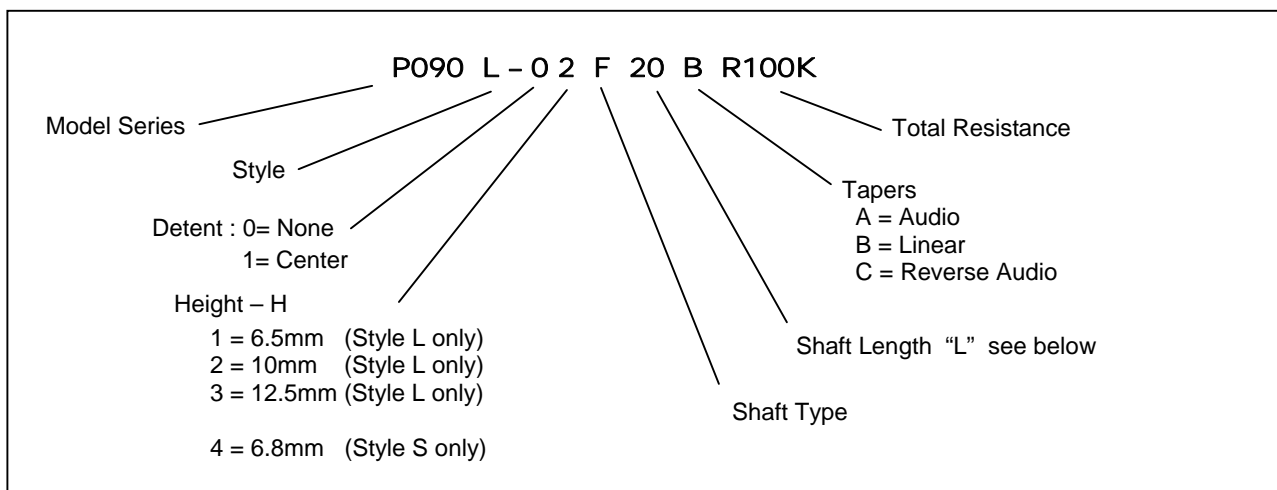 P090 L-02 F 20 B R100K
Model Series
Total Resistance
Style
Tapers
A = Audio
B = Linear
C = Reverse Audio
Detent : 0= None
1= Center
Height – H
1 = 6.5mm (Style L only)
2 = 10mm (Style L only)
3 = 12.5mm (Style L only)
4 = 6.8mm (Style S only)
Shaft Length “L” see below
Shaft Type